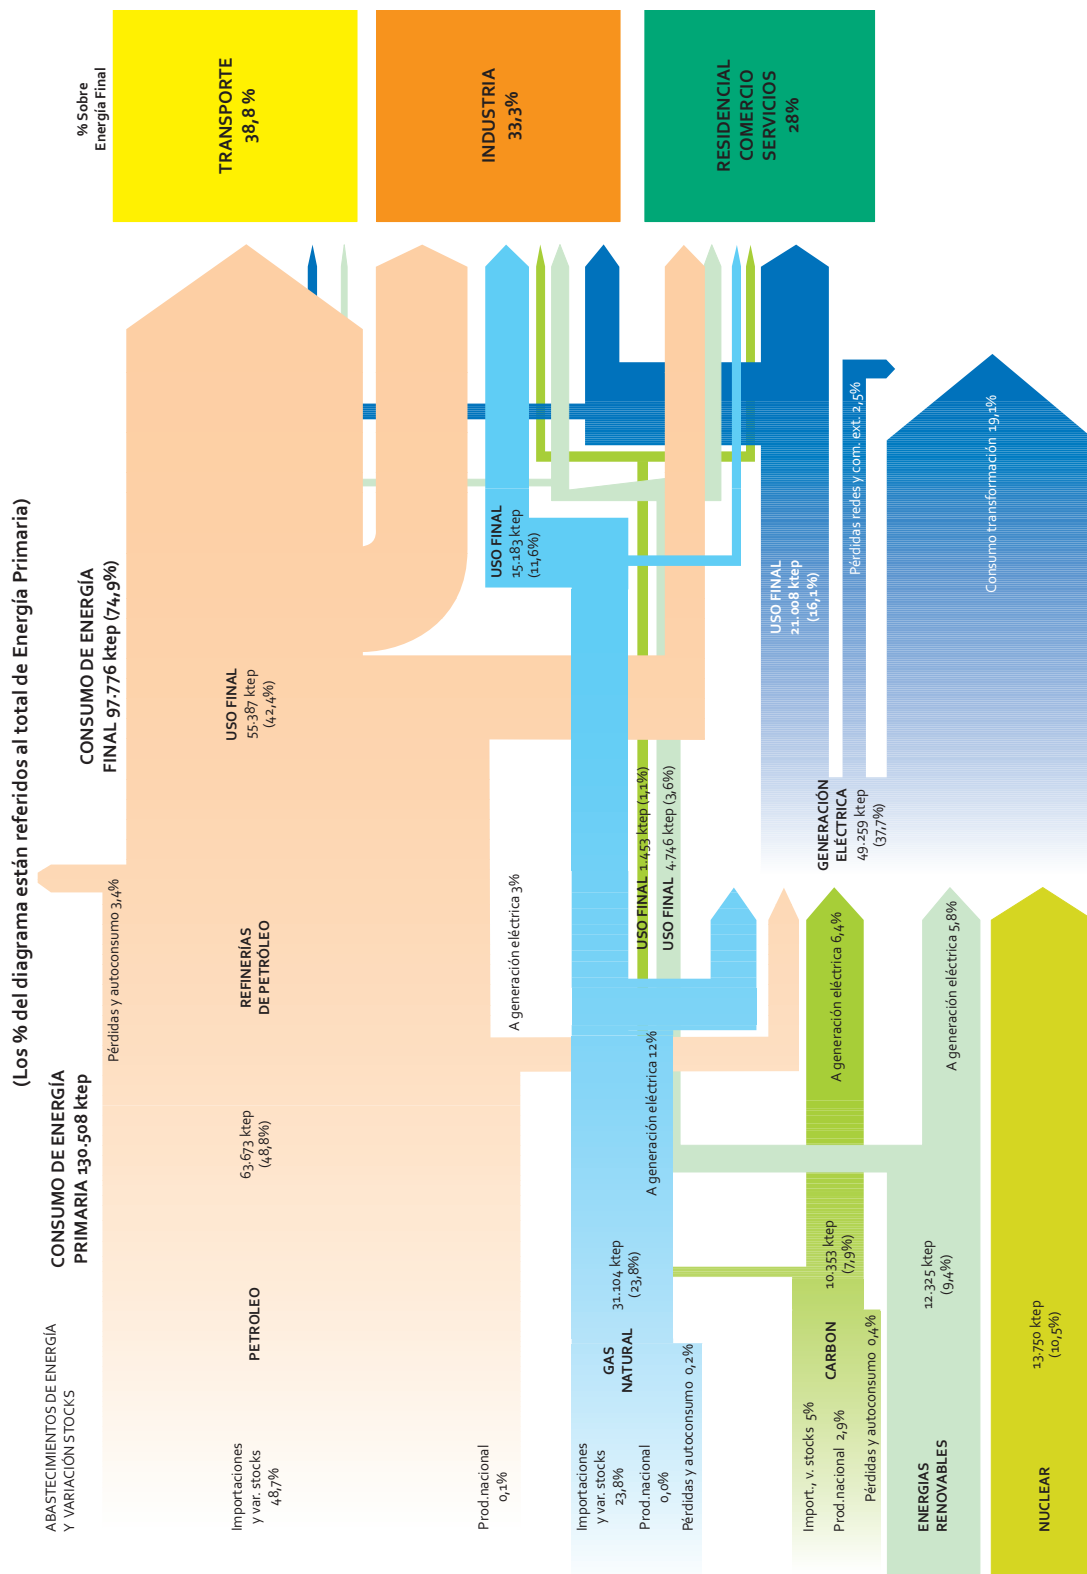 (Los % del diagrama están referidos al total de Energía Primaria)
ABASTECIMIENTOS DE ENERGÍA
Y VARIACIÓN STOCKS
CONSUMO DE ENERGÍA
PRIMARIA 130.508 ktep
CONSUMO DE ENERGÍA
FINAL 97.776 ktep (74,9%)
% Sobre
Energía Final
Pérdidas y autoconsumo 3,4%
Importaciones
y var. stocks
48,7%
PETROLEO
63.673 ktep
(48,8%)
REFINERÍAS
DE PETRÓLEO
USO FINAL
55.387 ktep
(42,4%)
TRANSPORTE
38,8 %
Prod.nacional
0,1%
A generación eléctrica 3%
USO FINAL
15.183 ktep
(11,6%)
INDUSTRIA
33,3%
Importaciones
y var. stocks
23,8%
Prod.nacional
0,0%
Pérdidas y autoconsumo 0,2%
GAS
NATURAL
31.104 ktep
(23,8%)
A generación eléctrica 12%
USO FINAL 1.453 ktep (1,1%)
USO FINAL 4.746 ktep (3,6%)
RESIDENCIAL
COMERCIO
SERVICIOS
28%
Import., v. stocks 5%
Prod.nacional 2,9%
Pérdidas y autoconsumo 0,4%
CARBON
10.353 ktep
(7,9%)
A generación eléctrica 6,4%
GENERACIÓN
ELÉCTRICA
49.259 ktep
(37,7%)
USO FINAL
21.008 ktep
(16,1%)
Pérdidas redes y com. ext. 2,5%
ENERGIAS
RENOVABLES
12.325 ktep
(9,4%)
A generación eléctrica 5,8%
Consumo transformación 19,1%
NUCLEAR
13.750 ktep
(10,5%)